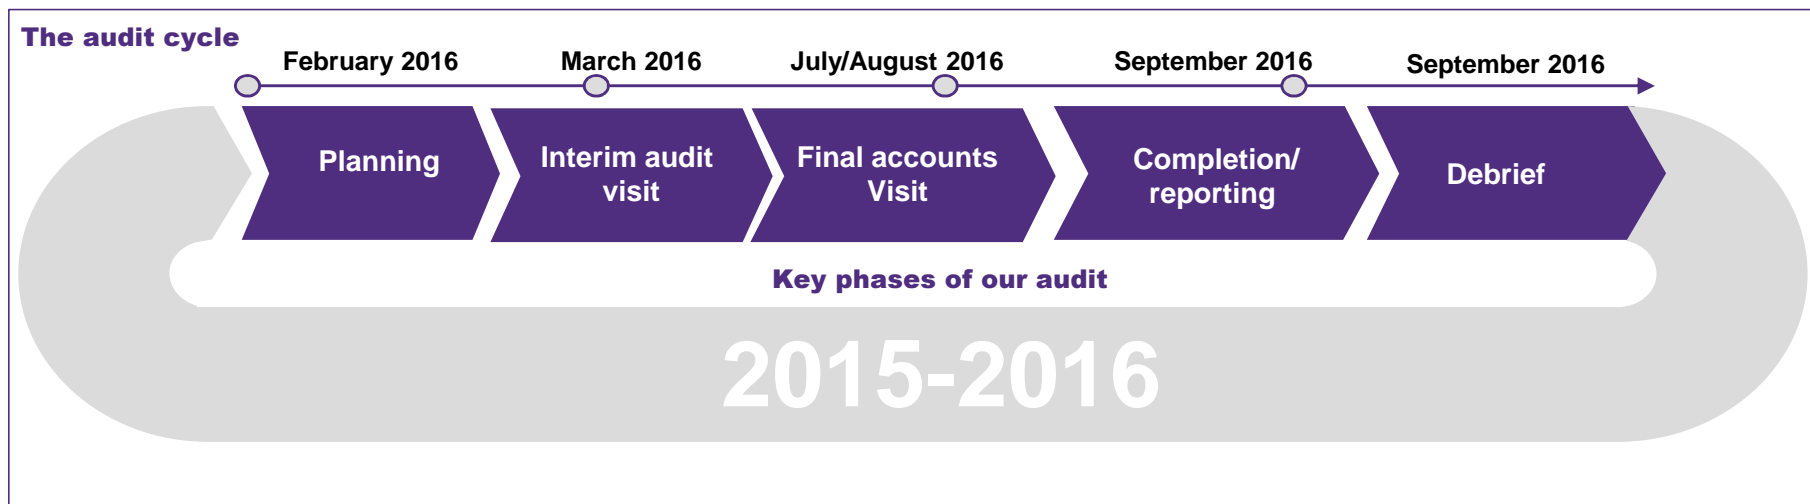 The audit cycle
February 2016
March 2016
July/August 2016
September 2016
September 2016
Planning
Interim audit
visit
Final accounts
Visit
Completion/
reporting
Debrief
Key phases of our audit
2015-2016